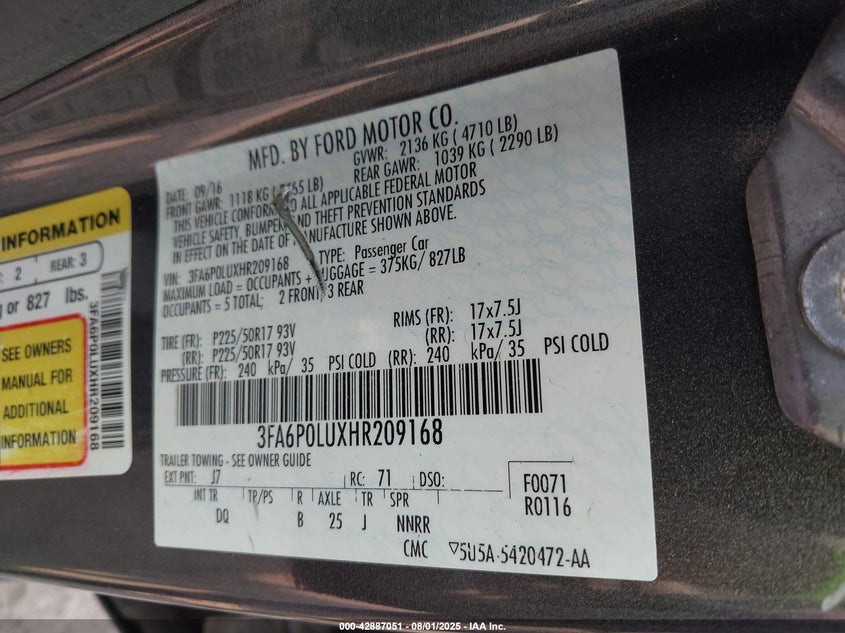 INFORMATION
: 2 REAR: 3
g or 827 lbs.
SEE OWNERS
MANUAL FOR
ADDITIONAL
INFORMATION
3FA6P0LUXHR209168
MFD. BY FORD MOTOR CO.
DATE: 09/16 GVWR: 2136 KG ( 4710 LB)
FRONT GAWR: 1118 KG ( 65 LB) REAR GAWR: 1039 KG ( 2290 LB)
THIS VEHICLE CONFORMS TO ALL APPLICABLE FEDERAL MOTOR
VEHICLE SAFETY, BUMPER AND THEFT PREVENTION STANDARDS
IN EFFECT ON THE DATE OF MANUFACTURE SHOWN ABOVE.
VIN: 3FA6P0LUXHR209168 TYPE: Passenger Car
MAXIMUM LOAD = OCCUPANTS + LUGGAGE = 375KG/ 827LB
OCCUPANTS = 5 TOTAL; 2 FRONT, 3 REAR
TIRE (FR): P225/50R17 93V RIMS (FR): 17x7.5J
(RR): P225/50R17 93V (RR): 17x7.5J
PRESSURE (FR): 240 kPa/ 35 PSI COLD (RR): 240 kPa/ 35 PSI COLD
3FA6P0LUXHR209168
TRAILER TOWING - SEE OWNER GUIDE
EXT PNT: J7 RC: 71 DSO: F0071
INT TR TP/PS R AXLE TR SPR R0116
DQ B 25 J NNRR
CMC ▽5U5A-5420472-AA
000-42887051 - 08/01/2025 - IAA Inc.